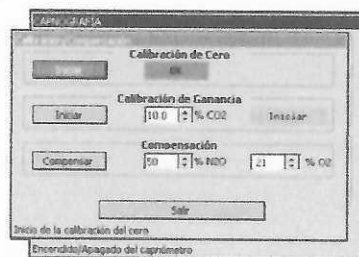 CAPNOGRAFIA
Calibración de Cero
Iniciar OK
Calibración de Ganancia
Iniciar 10.0 % CO2 Iniciar
Compensación
Compensar 50 % N2O 21 % O2
Salir
Inicio de la calibración del cero
Encendido/Apagado del capnómetro